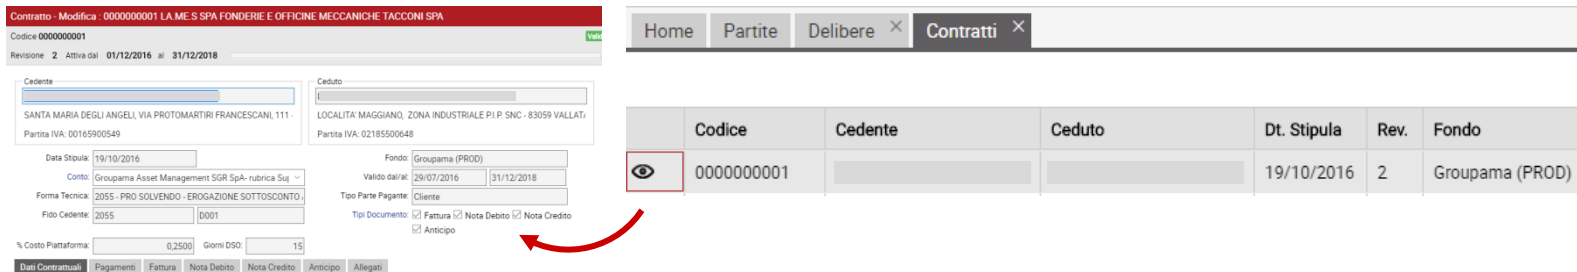 Contratto - Modifica : 0000000001 LA.ME.S SPA FONDERIE E OFFICINE MECCANICHE TACCONI SPA
Codice 0000000001
Revisione 2 Attiva dal 01/12/2016 al 31/12/2018
Cedente
SANTA MARIA DEGLI ANGELI, VIA PROTOMARTIRI FRANCESCANI, 111 -
Partita IVA: 00165900549
Ceduto
LOCALITA' MAGGIANO, ZONA INDUSTRIALE P.I.P. SNC - 83059 VALLAT
Partita IVA: 02185500648
Data Stipula: 19/10/2016
Conto: Groupama Asset Management SGR SpA- rubrica Su
Forma Tecnica: 2055 - PRO SOLVENDO - EROGAZIONE SOTTOSCONTO
Fido Cedente: 2055 D001
Fondo: Groupama (PROD)
Valido dal/al: 29/07/2016 31/12/2018
Tipo Parte Pagante: Cliente
Tipi Documento: Fattura Nota Debito Nota Credito
Anticipo
% Costo Piattaforma: 0,2500 Giorni DSO: 15
Dati Contrattuali Pagamenti Fattura Nota Debito Nota Credito Anticipo Allegati
Home Partite Delibere × Contratti ×
Codice Cedente Ceduto Dt. Stipula Rev. Fondo
0000000001 19/10/2016 2 Groupama (PROD)